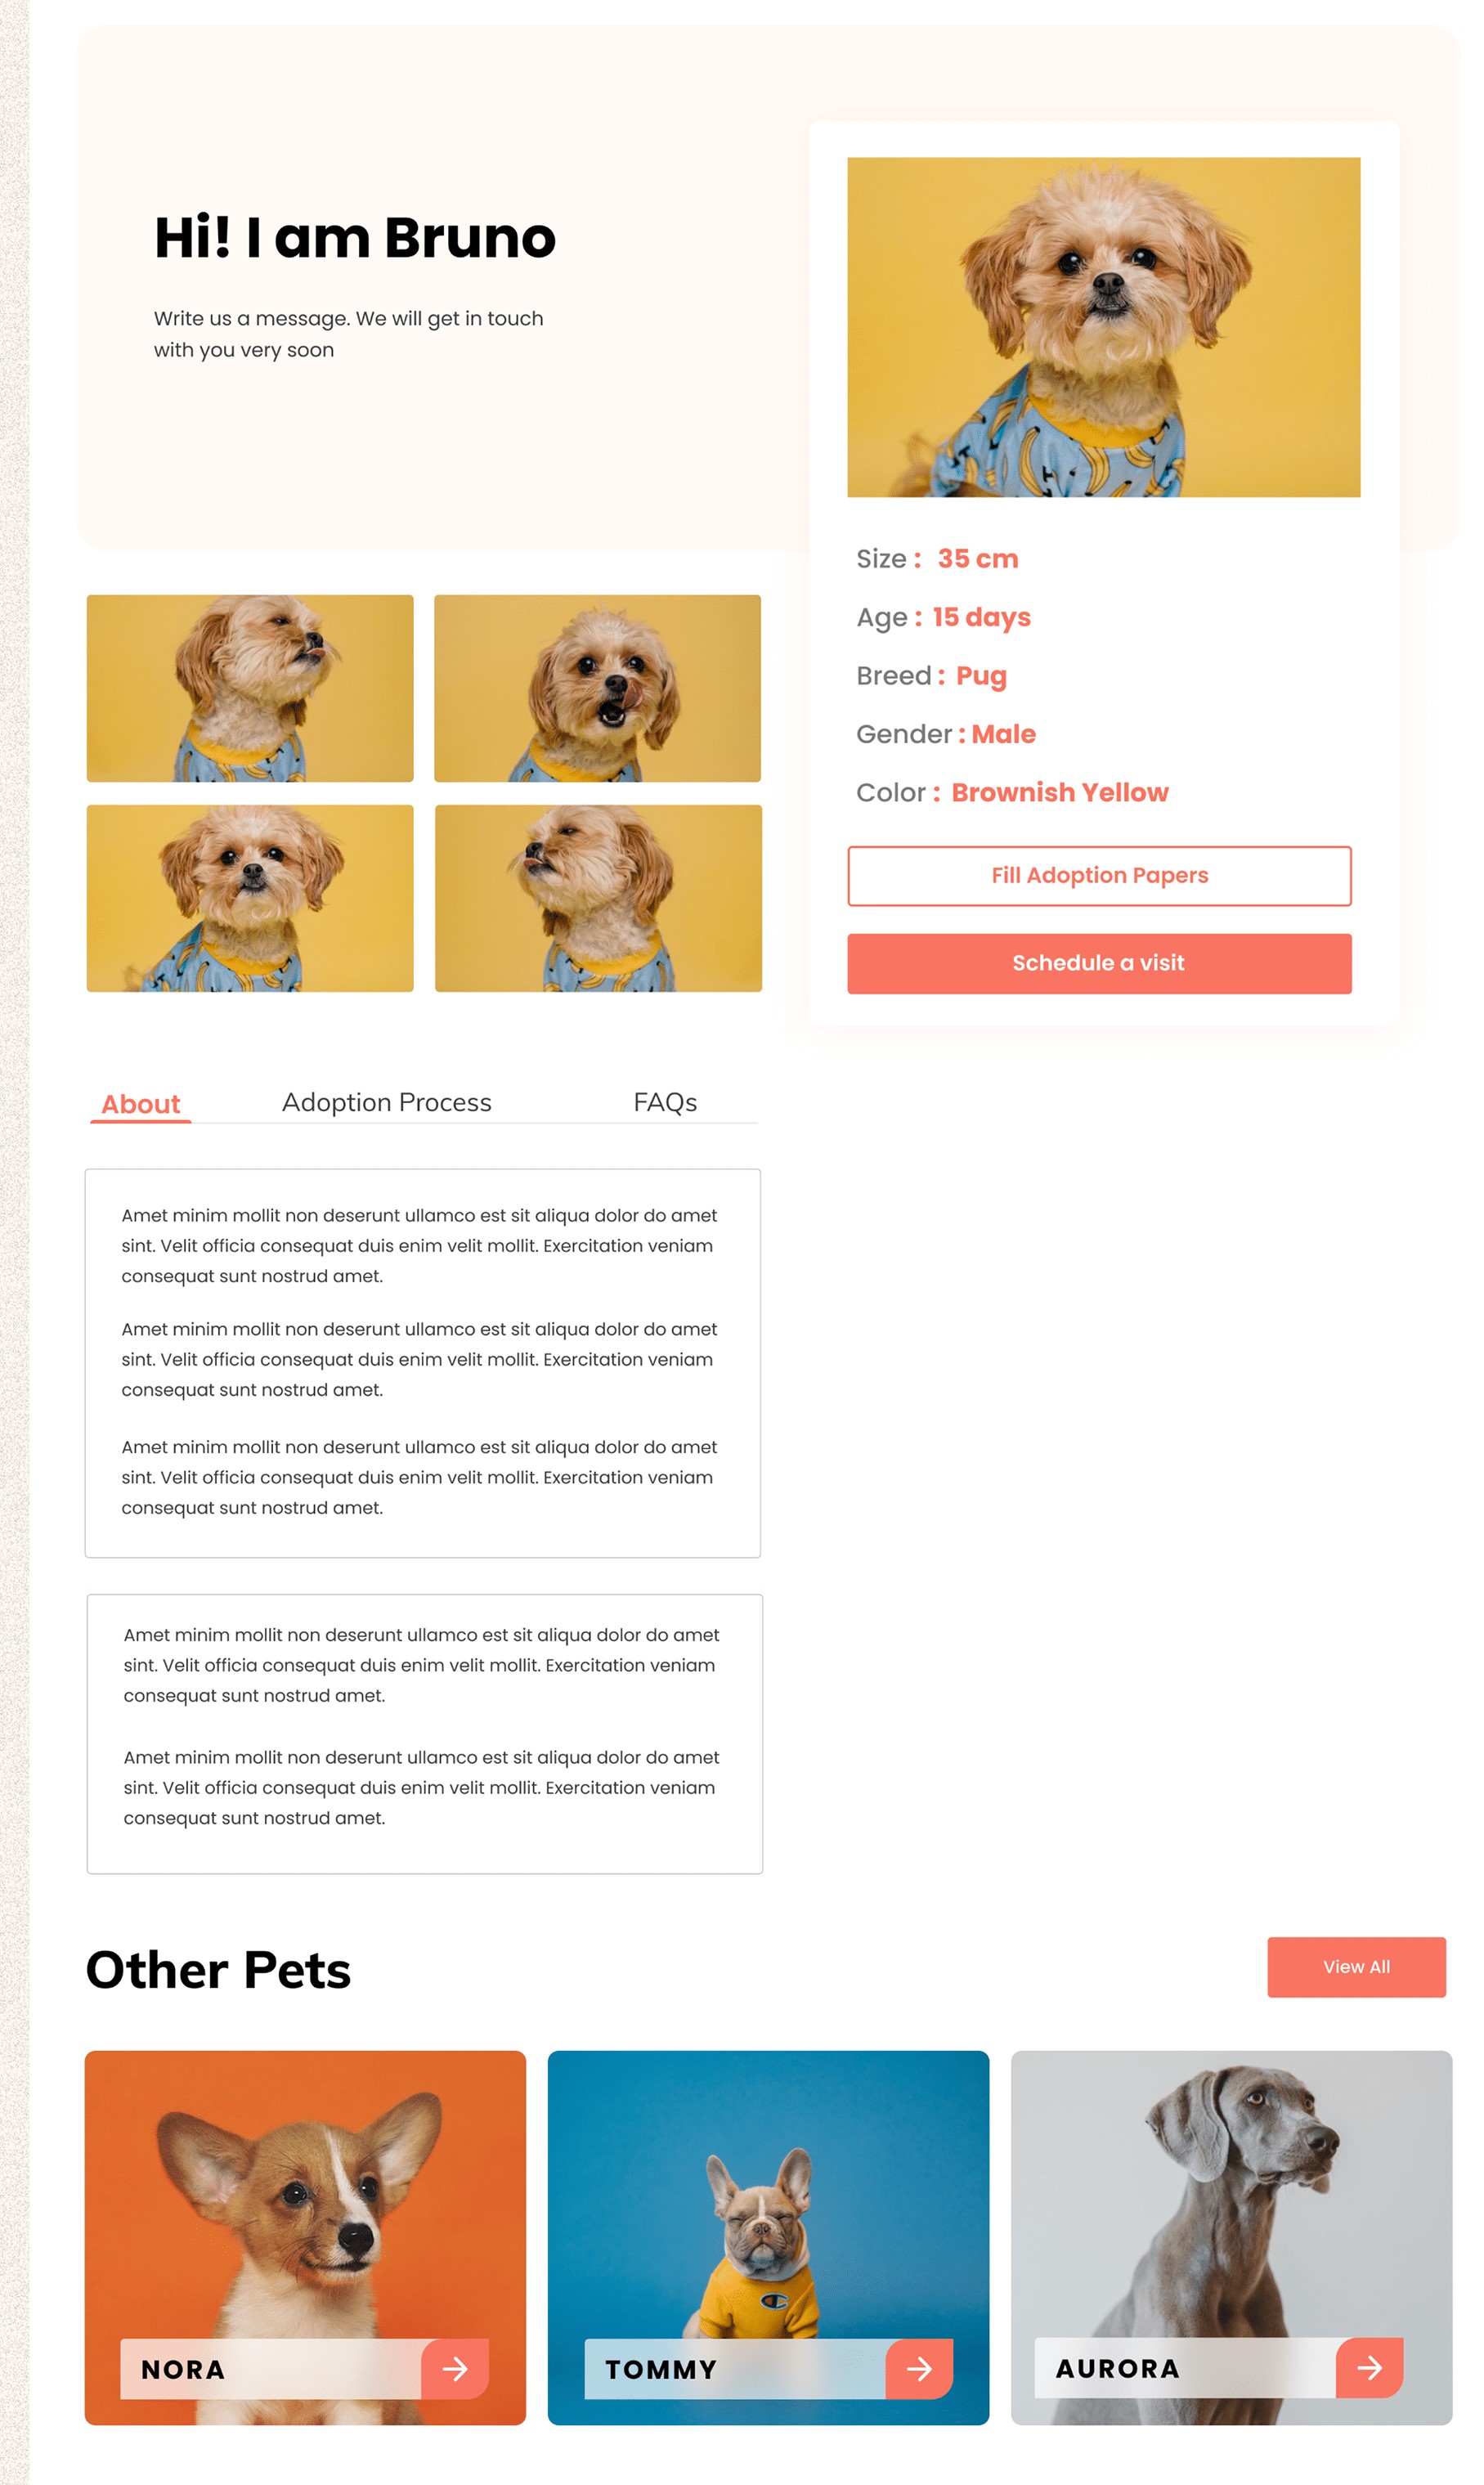 Hi! I am Bruno
Write us a message. We will get in touch
with you very soon
Size : 35 cm
Age : 15 days
Breed : Pug
Gender : Male
Color : Brownish Yellow
Fill Adoption Papers
Schedule a visit
About
Adoption Process
FAQs
Amet minim mollit non deserunt ullamco est sit aliqua dolor do amet
sint. Velit officia consequat duis enim velit mollit. Exercitation veniam
consequat sunt nostrud amet.
Amet minim mollit non deserunt ullamco est sit aliqua dolor do amet
sint. Velit officia consequat duis enim velit mollit. Exercitation veniam
consequat sunt nostrud amet.
Amet minim mollit non deserunt ullamco est sit aliqua dolor do amet
sint. Velit officia consequat duis enim velit mollit. Exercitation veniam
consequat sunt nostrud amet.
Amet minim mollit non deserunt ullamco est sit aliqua dolor do amet
sint. Velit officia consequat duis enim velit mollit. Exercitation veniam
consequat sunt nostrud amet.
Amet minim mollit non deserunt ullamco est sit aliqua dolor do amet
sint. Velit officia consequat duis enim velit mollit. Exercitation veniam
consequat sunt nostrud amet.
Other Pets
View All
NORA
TOMMY
AURORA